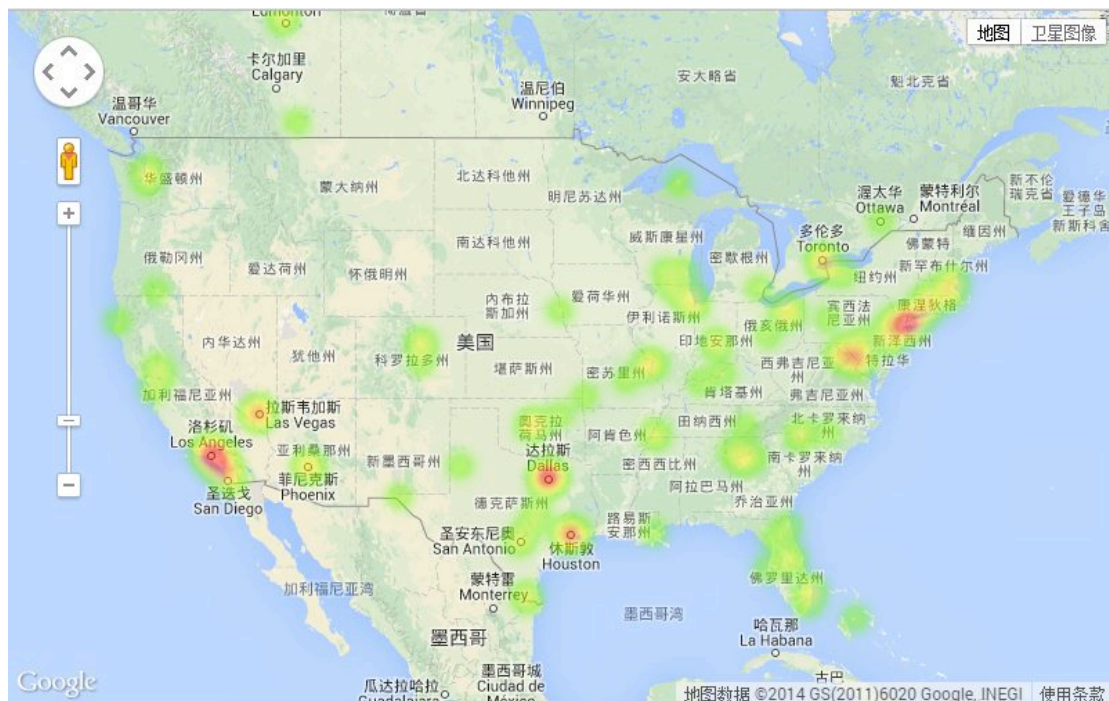 Edmonton
卡尔加里
Calgary
温尼伯
Winnipeg
安大略省
魁北克省
地图
卫星图像
温哥华
Vancouver
华盛顿州
蒙大纳州
北达科他州
明尼苏达州
渥太华
Ottawa
蒙特利尔
Montréal
新不伦
瑞克省
爱德华
王子岛
新斯科舍
缅因州
多伦多
Toronto
佛蒙特
威斯康星州
密歇根州
南达科他州
俄勒冈州
爱达荷州
怀俄明州
新罕布什尔州
纽约州
内布拉
斯加州
爱荷华州
伊利诺斯州
宾西法
尼亚州
康涅狄格
俄亥俄州
印地安那州
新泽西州
内华达州
犹他州
科罗拉多州
美国
堪萨斯州
密苏里州
西弗吉尼亚
州
特拉华
肯塔基州
弗吉尼亚州
加利福尼亚州
拉斯韦加斯
Las Vegas
洛杉矶
Los Angeles
亚利桑那州
新墨西哥州
奥克拉
荷马州
阿肯色州
田纳西州
北卡罗来纳
州
达拉斯
Dallas
密西西比州
南卡罗来纳
州
菲尼克斯
Phoenix
圣迭戈
San Diego
阿拉巴马州
乔治亚州
德克萨斯州
路易斯
安那州
圣安东尼奥
San Antonio
休斯敦
Houston
佛罗里达州
加利福尼亚湾
蒙特雷
Monterrey
墨西哥湾
哈瓦那
La Habana
墨西哥
古巴
墨西哥城
Ciudad de
México
瓜达拉哈拉
Guadalajara
Google
地图数据 ©2014 GS(2011)6020 Google, INEGI
使用条款